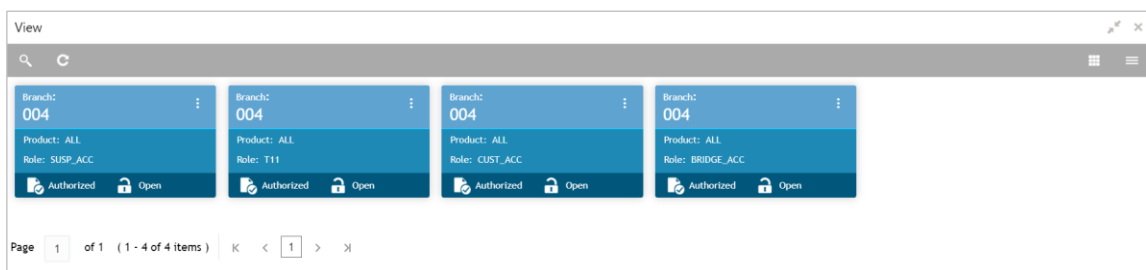 View
Branch:
004
Product: ALL
Role: SUSP_ACC
Authorized Open
Branch:
004
Product: ALL
Role: T11
Authorized Open
Branch:
004
Product: ALL
Role: CUST_ACC
Authorized Open
Branch:
004
Product: ALL
Role: BRIDGE_ACC
Authorized Open
Page 1 of 1 ( 1 - 4 of 4 items ) 1